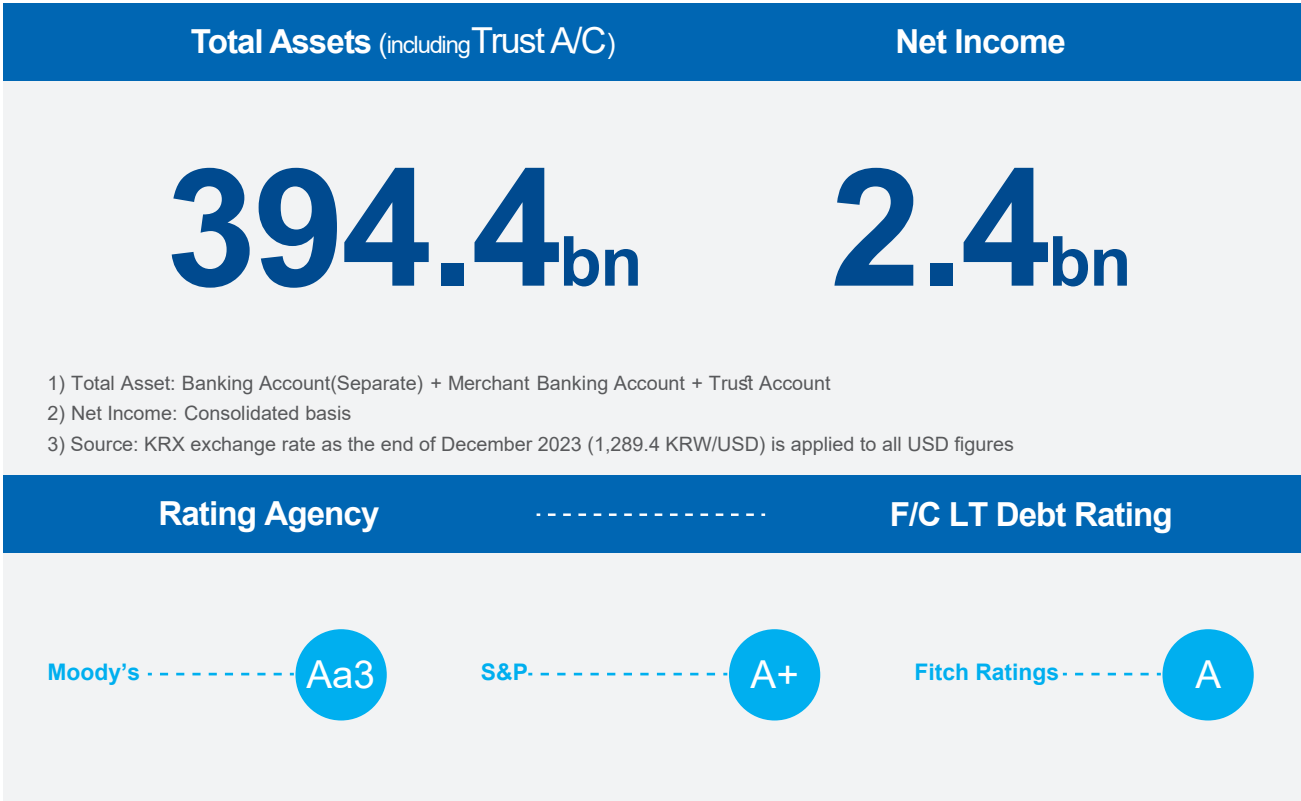 Total Assets (including Trust A/C) Net Income
394.4bn 2.4bn
1) Total Asset: Banking Account(Separate) + Merchant Banking Account + Trust Account
2) Net Income: Consolidated basis
3) Source: KRX exchange rate as the end of December 2023 (1,289.4 KRW/USD) is applied to all USD figures
Rating Agency F/C LT Debt Rating
Moody’s Aa3 S&P A+ Fitch Ratings A